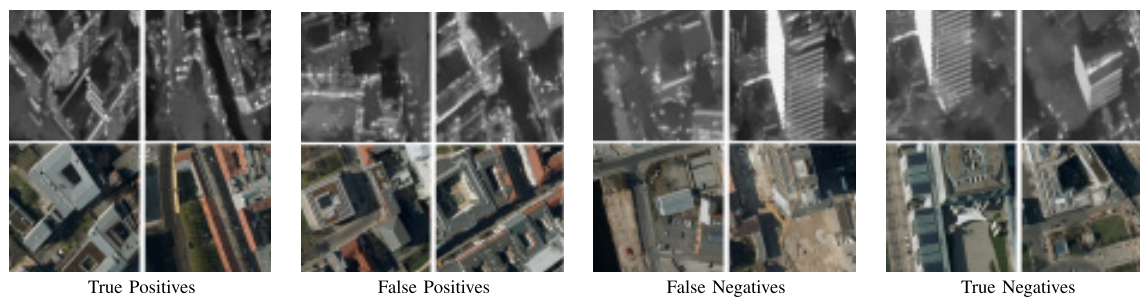 True Positives
False Positives
False Negatives
True Negatives